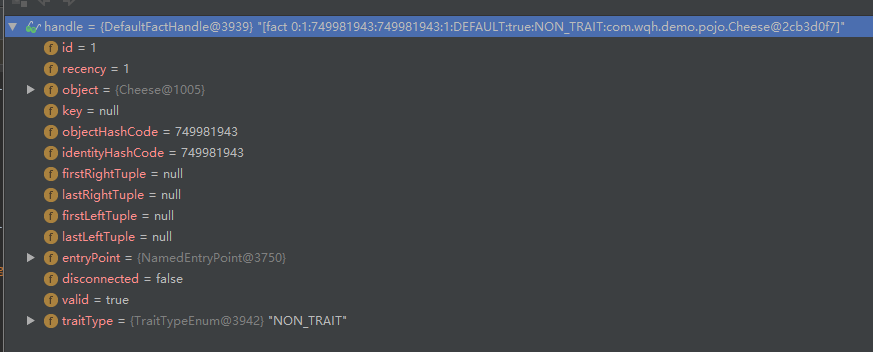 handle = {DefaultFactHandle@3939} "[fact 0:1:749981943:749981943:1:DEFAULT:true:NON_TRAIT:com.wqh.demo.pojo.Cheese@2cb3d0f7]"
f id = 1
f recency = 1
f object = {Cheese@1005}
f key = null
f objectHashCode = 749981943
f identityHashCode = 749981943
f firstRightTuple = null
f lastRightTuple = null
f firstLeftTuple = null
f lastLeftTuple = null
f entryPoint = {NamedEntryPoint@3750}
f disconnected = false
f valid = true
f traitType = {TraitTypeEnum@3942} "NON_TRAIT"